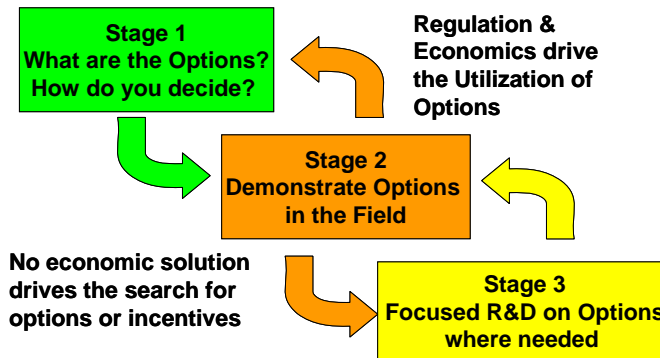 Stage 1
What are the Options?
How do you decide?
Regulation &
Economics drive
the Utilization of
Options
Stage 2
Demonstrate Options
in the Field
No economic solution
drives the search for
options or incentives
Stage 3
Focused R&D on Options
where needed